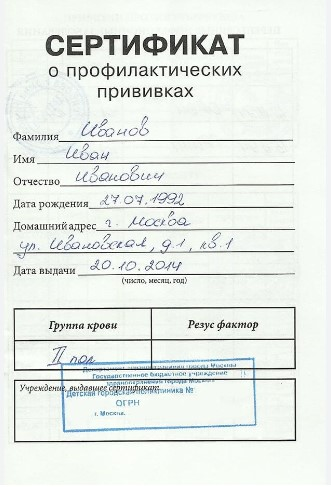 СЕРТИФИКАТ
о профилактических
прививках
Фамилия Иванов
Имя Иван
Отчество Иванович
Дата рождения 27.07.1992
Домашний адрес г. Москва
ул. Ивановская, д.1, кв.1
Дата выдачи 20.10.2014
(число, месяц, год)
Группа крови Резус фактор
II пол
Департамент здравоохранения города Москвы
Государственное бюджетное учреждение
здравоохранения города Москвы
Учреждение, выдавшее сертификат
Детская городская поликлиника №
ОГРН
г. Москва.